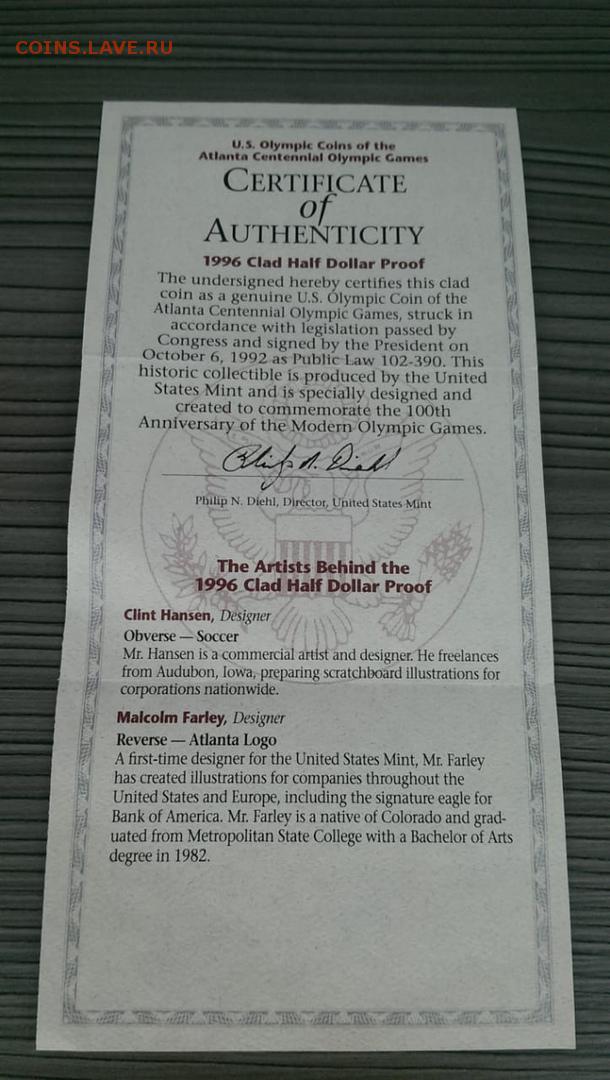 COINS.LAVE.RU
U.S. Olympic Coins of the
Atlanta Centennial Olympic Games
CERTIFICATE
of
AUTHENTICITY
1996 Clad Half Dollar Proof
The undersigned hereby certifies this clad
coin as a genuine U.S. Olympic Coin of the
Atlanta Centennial Olympic Games, struck in
accordance with legislation passed by
Congress and signed by the President on
October 6, 1992 as Public Law 102-390. This
historic collectible is produced by the United
States Mint and is specially designed and
created to commemorate the 100th
Anniversary of the Modern Olympic Games.
Philip N. Diehl
Philip N. Diehl, Director, United States Mint
The Artists Behind the
1996 Clad Half Dollar Proof
Clint Hansen, Designer
Obverse — Soccer
Mr. Hansen is a commercial artist and designer. He freelances
from Audubon, Iowa, preparing scratchboard illustrations for
corporations nationwide.
Malcolm Farley, Designer
Reverse — Atlanta Logo
A first-time designer for the United States Mint, Mr. Farley
has created illustrations for companies throughout the
United States and Europe, including the signature eagle for
Bank of America. Mr. Farley is a native of Colorado and grad-
uated from Metropolitan State College with a Bachelor of Arts
degree in 1982.